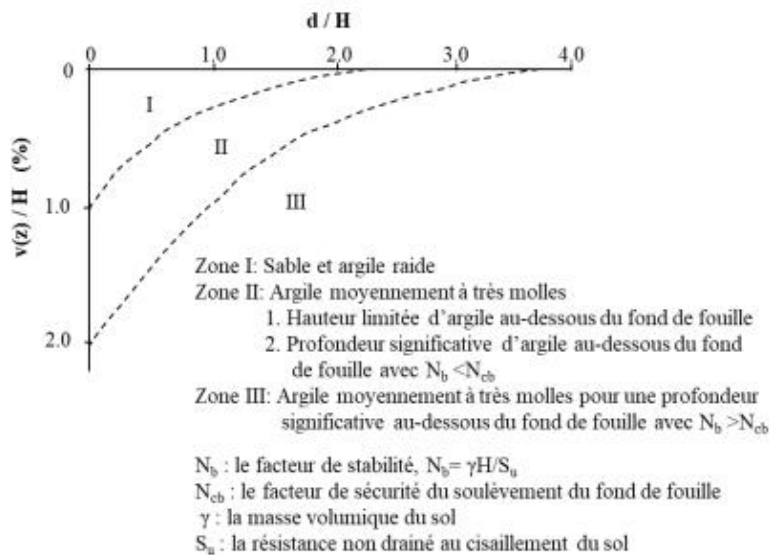 d / H
0 1,0 2.0 3.0 4,0
0
I
II
1.0
III
2.0
v(z) / H (%)
Zone I: Sable et argile raide
Zone II: Argile moyennement à très molles
1. Hauteur limitée d'argile au-dessous du fond de fouille
2. Profondeur significative d'argile au-dessous du fond
de fouille avec N_b <N_cb
Zone III: Argile moyennement à très molles pour une profondeur
significative au-dessous du fond de fouille avec N_b >N_cb
N_b : le facteur de stabilité, N_b= γH/S_u
N_cb : le facteur de sécurité du soulèvement du fond de fouille
γ : la masse volumique du sol
S_u : la résistance non drainé au cisaillement du sol